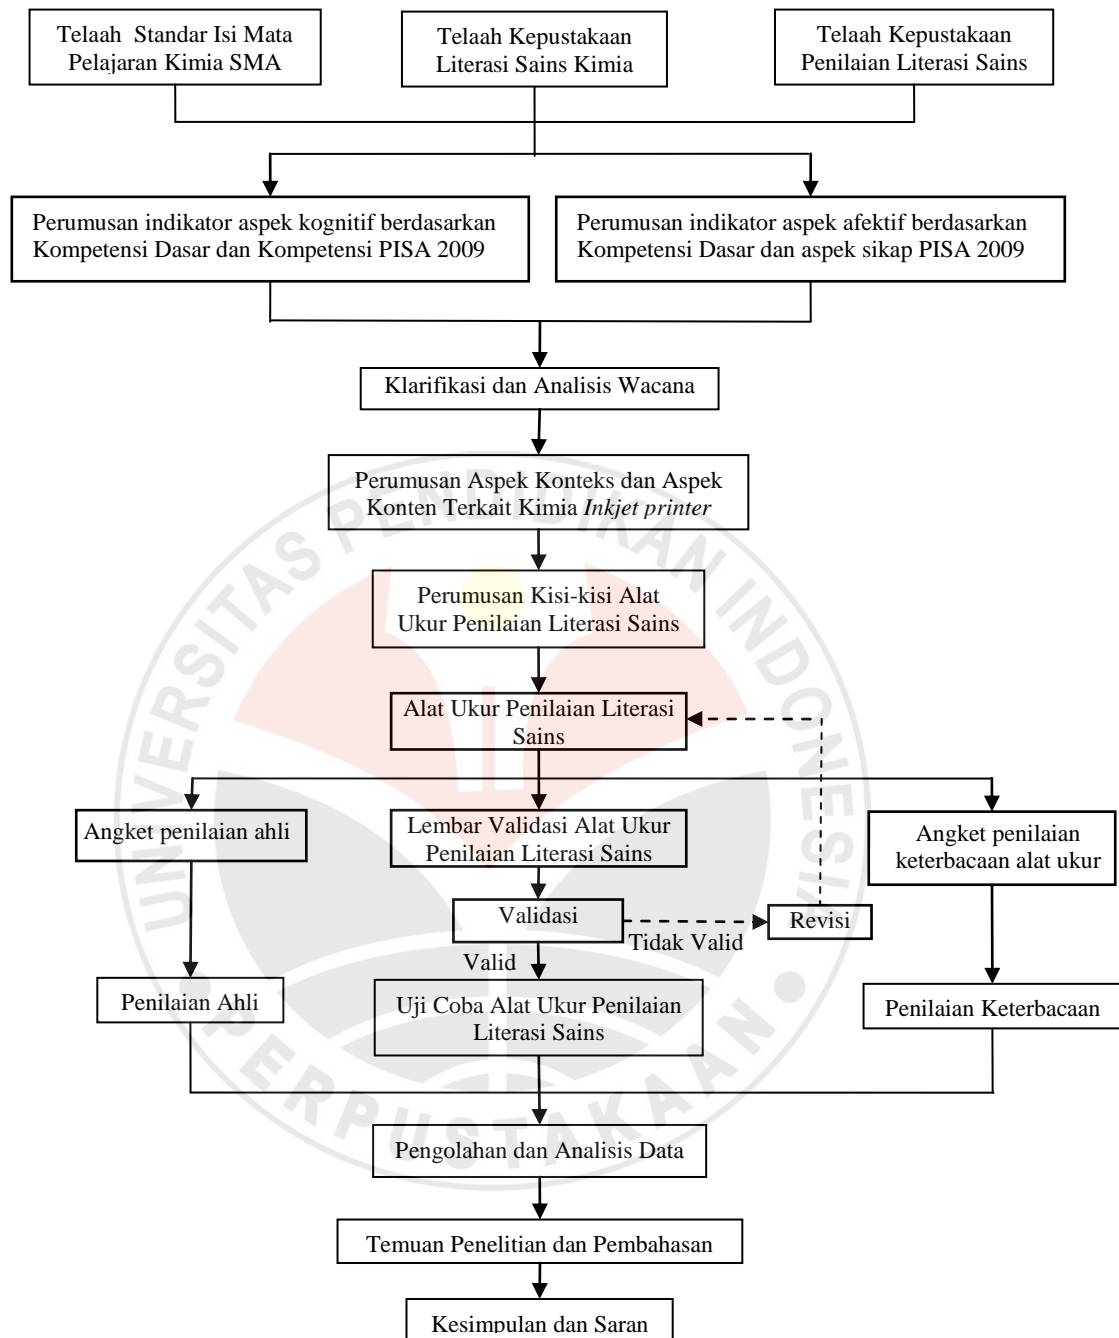 Telaah Standar Isi Mata
Pelajaran Kimia SMA
Telaah Kepustakaan
Literasi Sains Kimia
Telaah Kepustakaan
Penilaian Literasi Sains
Perumusan indikator aspek kognitif berdasarkan
Kompetensi Dasar dan Kompetensi PISA 2009
Perumusan indikator aspek afektif berdasarkan
Kompetensi Dasar dan aspek sikap PISA 2009
Klarifikasi dan Analisis Wacana
Perumusan Aspek Konteks dan Aspek
Konten Terkait Kimia Inkjet printer
Perumusan Kisi-kisi Alat
Ukur Penilaian Literasi Sains
Alat Ukur Penilaian Literasi
Sains
Angket penilaian ahli
Lembar Validasi Alat Ukur
Penilaian Literasi Sains
Angket penilaian
keterbacaan alat ukur
Validasi
Tidak Valid
Revisi
Valid
Penilaian Ahli
Uji Coba Alat Ukur Penilaian
Literasi Sains
Penilaian Keterbacaan
Pengolahan dan Analisis Data
Temuan Penelitian dan Pembahasan
Kesimpulan dan Saran
UNIVERSITAS PENDIDIKAN INDONESIA
PERPUSTAKAAN